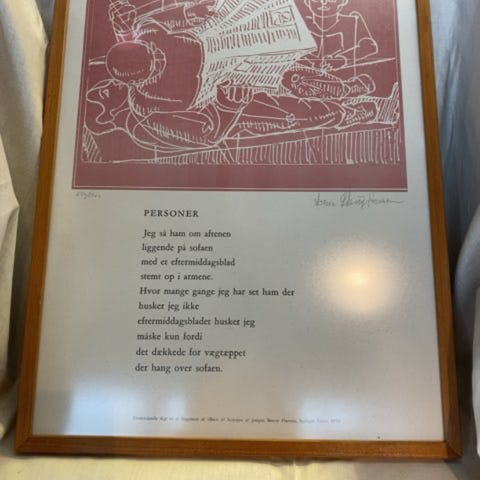 PERSONER
Jeg så ham om aftenen
liggende på sofaen
med et eftermiddagsblad
stemt op i armene.
Hvor mange gange jeg har set ham der
husker jeg ikke
eftermiddagsbladet husker jeg
måske kun fordi
det dækkede for vægtæppet
der hang over sofaen.